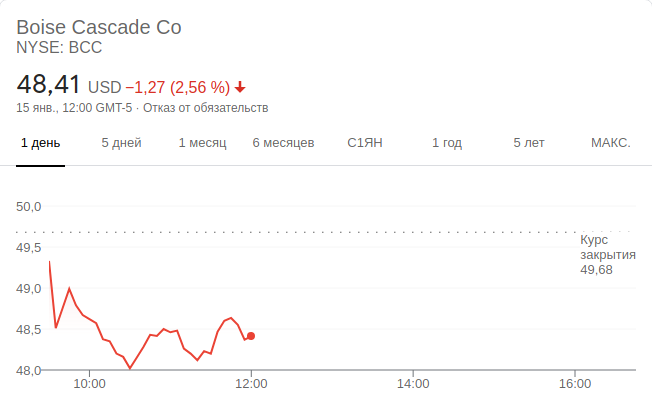 Boise Cascade Co
NYSE: BCC
48,41 USD −1,27 (2,56 %)
15 янв., 12:00 GMT-5 · Отказ от обязательств
1 день 5 дней 1 месяц 6 месяцев С1ЯН 1 год 5 лет МАКС.
50,0
49,5
49,0
48,5
48,0
Курс
закрытия
49,68
10:00 12:00 14:00 16:00